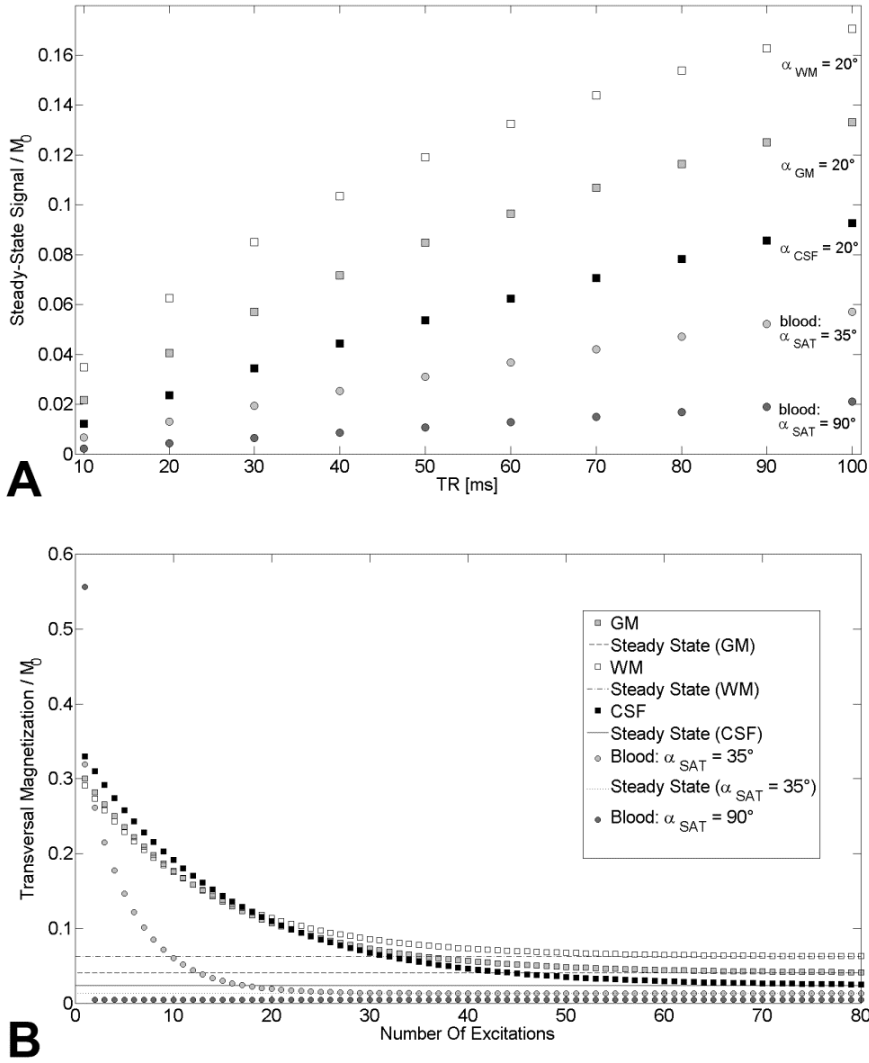 0.16
0.14
0.12
0.1
0.08
0.06
0.04
0.02
0
Steady-State Signal / M0
α WM = 20°
α GM = 20°
α CSF = 20°
blood:
α SAT = 35°
blood:
α SAT = 90°
10 20 30 40 50 60 70 80 90 100
TR [ms]
A
0.6
0.5
0.4
0.3
0.2
0.1
0
Transversal Magnetization / M0
GM
Steady State (GM)
WM
Steady State (WM)
CSF
Steady State (CSF)
Blood: α SAT = 35°
Steady State (α SAT = 35°)
Blood: α SAT = 90°
0 10 20 30 40 50 60 70 80
Number Of Excitations
B